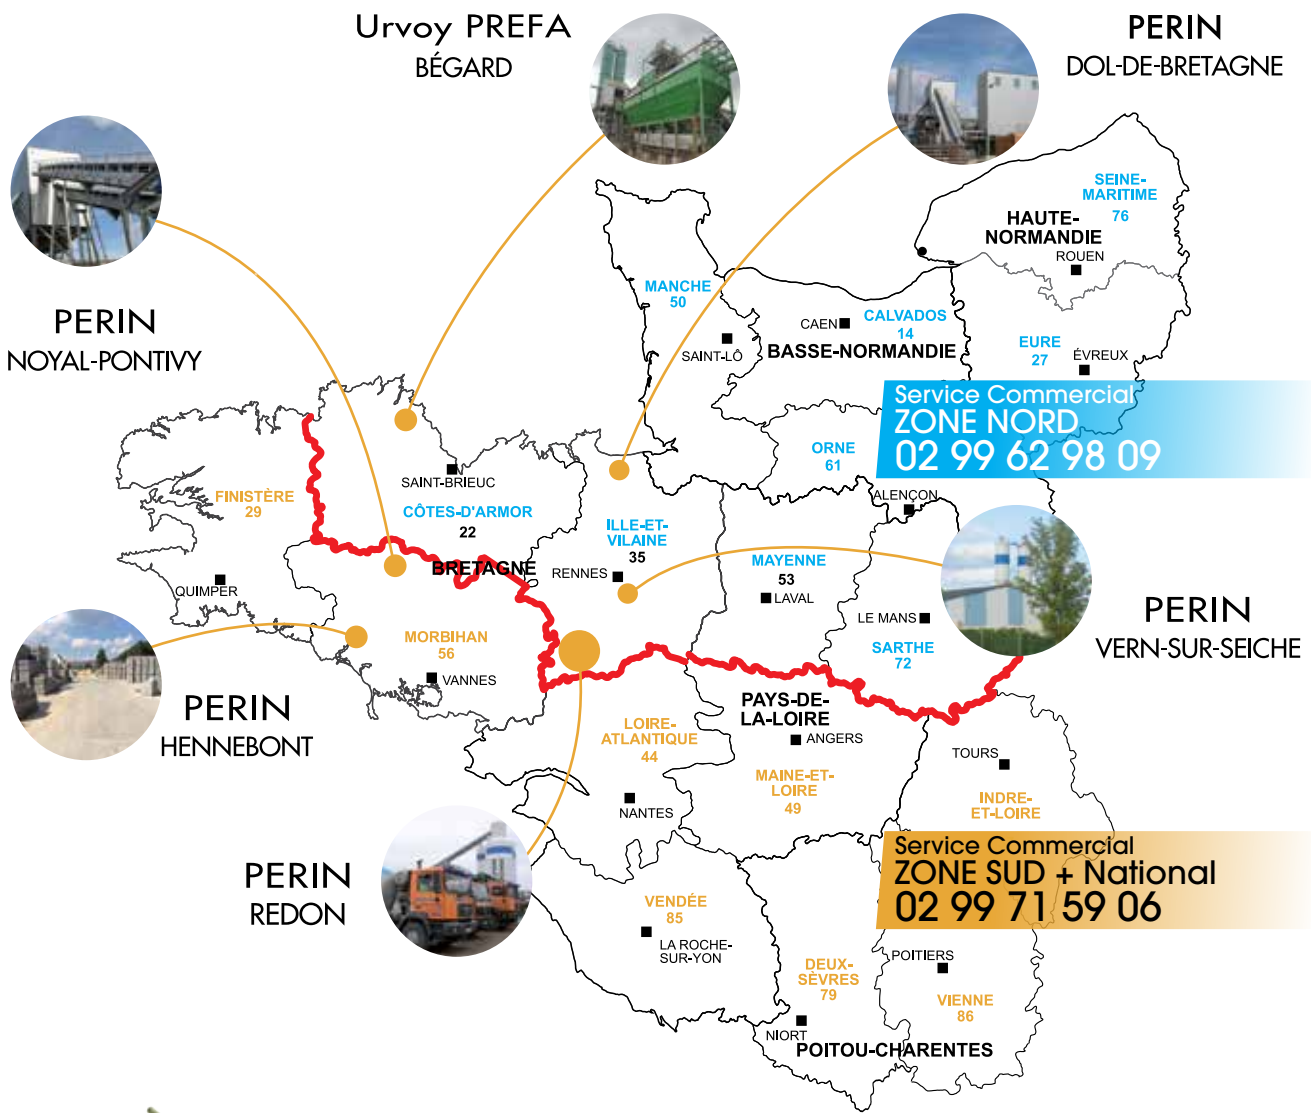 Urvoy PREFA
BÉGARD
PERIN
DOL-DE-BRETAGNE
PERIN
NOYAL-PONTIVY
SEINE-
MARITIME
76
HAUTE-
NORMANDIE
ROUEN
MANCHE
50
SAINT-LÔ
CAEN
CALVADOS
14
BASSE-NORMANDIE
EURE
27
ÉVREUX
Service Commercial
ZONE NORD
02 99 62 98 09
ORNE
61
ALENÇON
FINISTÈRE
29
QUIMPER
SAINT-BRIEUC
CÔTES-D'ARMOR
22
BRETAGNE
ILLE-ET-
VILAINE
35
RENNES
MAYENNE
53
LAVAL
LE MANS
SARTHE
72
PERIN
VERN-SUR-SEICHE
MORBIHAN
56
VANNES
PERIN
HENNEBONT
PAYS-DE-
LA-LOIRE
ANGERS
LOIRE-
ATLANTIQUE
44
NANTES
MAINE-ET-
LOIRE
49
TOURS
INDRE-
ET-LOIRE
Service Commercial
ZONE SUD + National
02 99 71 59 06
PERIN
REDON
VENDÉE
85
LA ROCHE-
SUR-YON
DEUX-
SÈVRES
79
NIORT
POITIERS
VIENNE
86
POITOU-CHARENTES